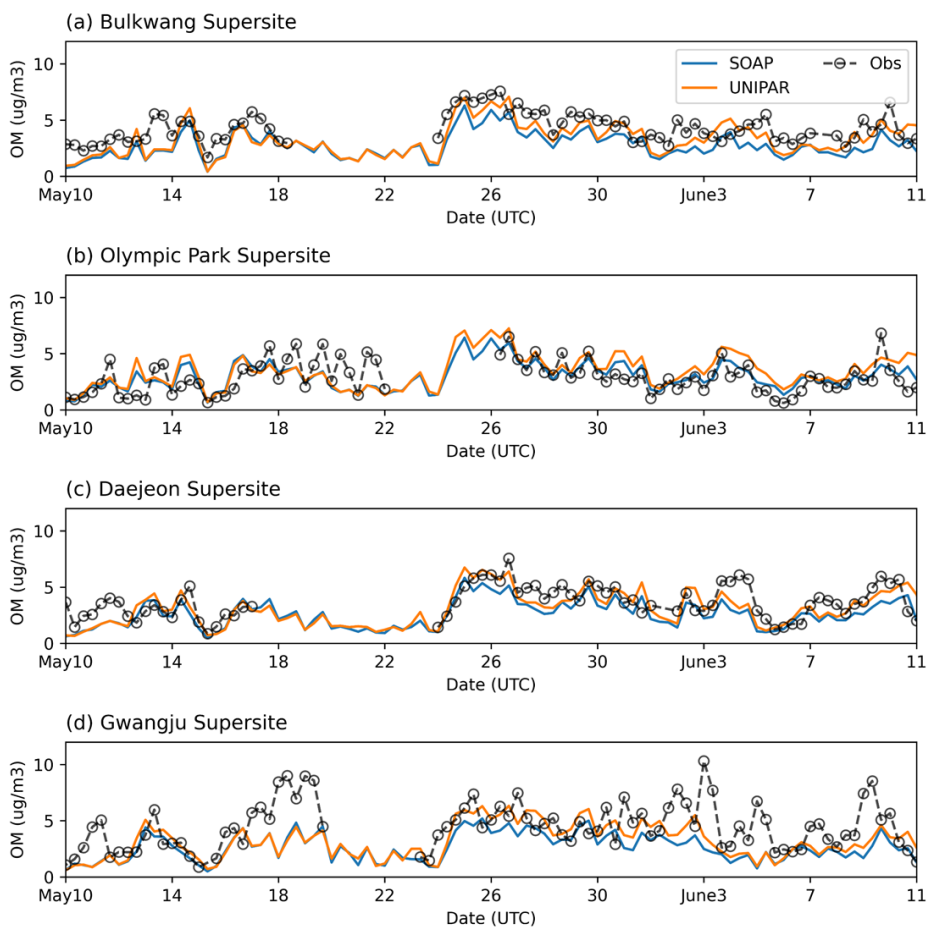 (a) Bulkwang Supersite
OM (ug/m3)
10
5
0
SOAP
UNIPAR
Obs
May10 14 18 22 26 30 June3 7 11
Date (UTC)
(b) Olympic Park Supersite
OM (ug/m3)
10
5
0
May10 14 18 22 26 30 June3 7 11
Date (UTC)
(c) Daejeon Supersite
OM (ug/m3)
10
5
0
May10 14 18 22 26 30 June3 7 11
Date (UTC)
(d) Gwangju Supersite
OM (ug/m3)
10
5
0
May10 14 18 22 26 30 June3 7 11
Date (UTC)